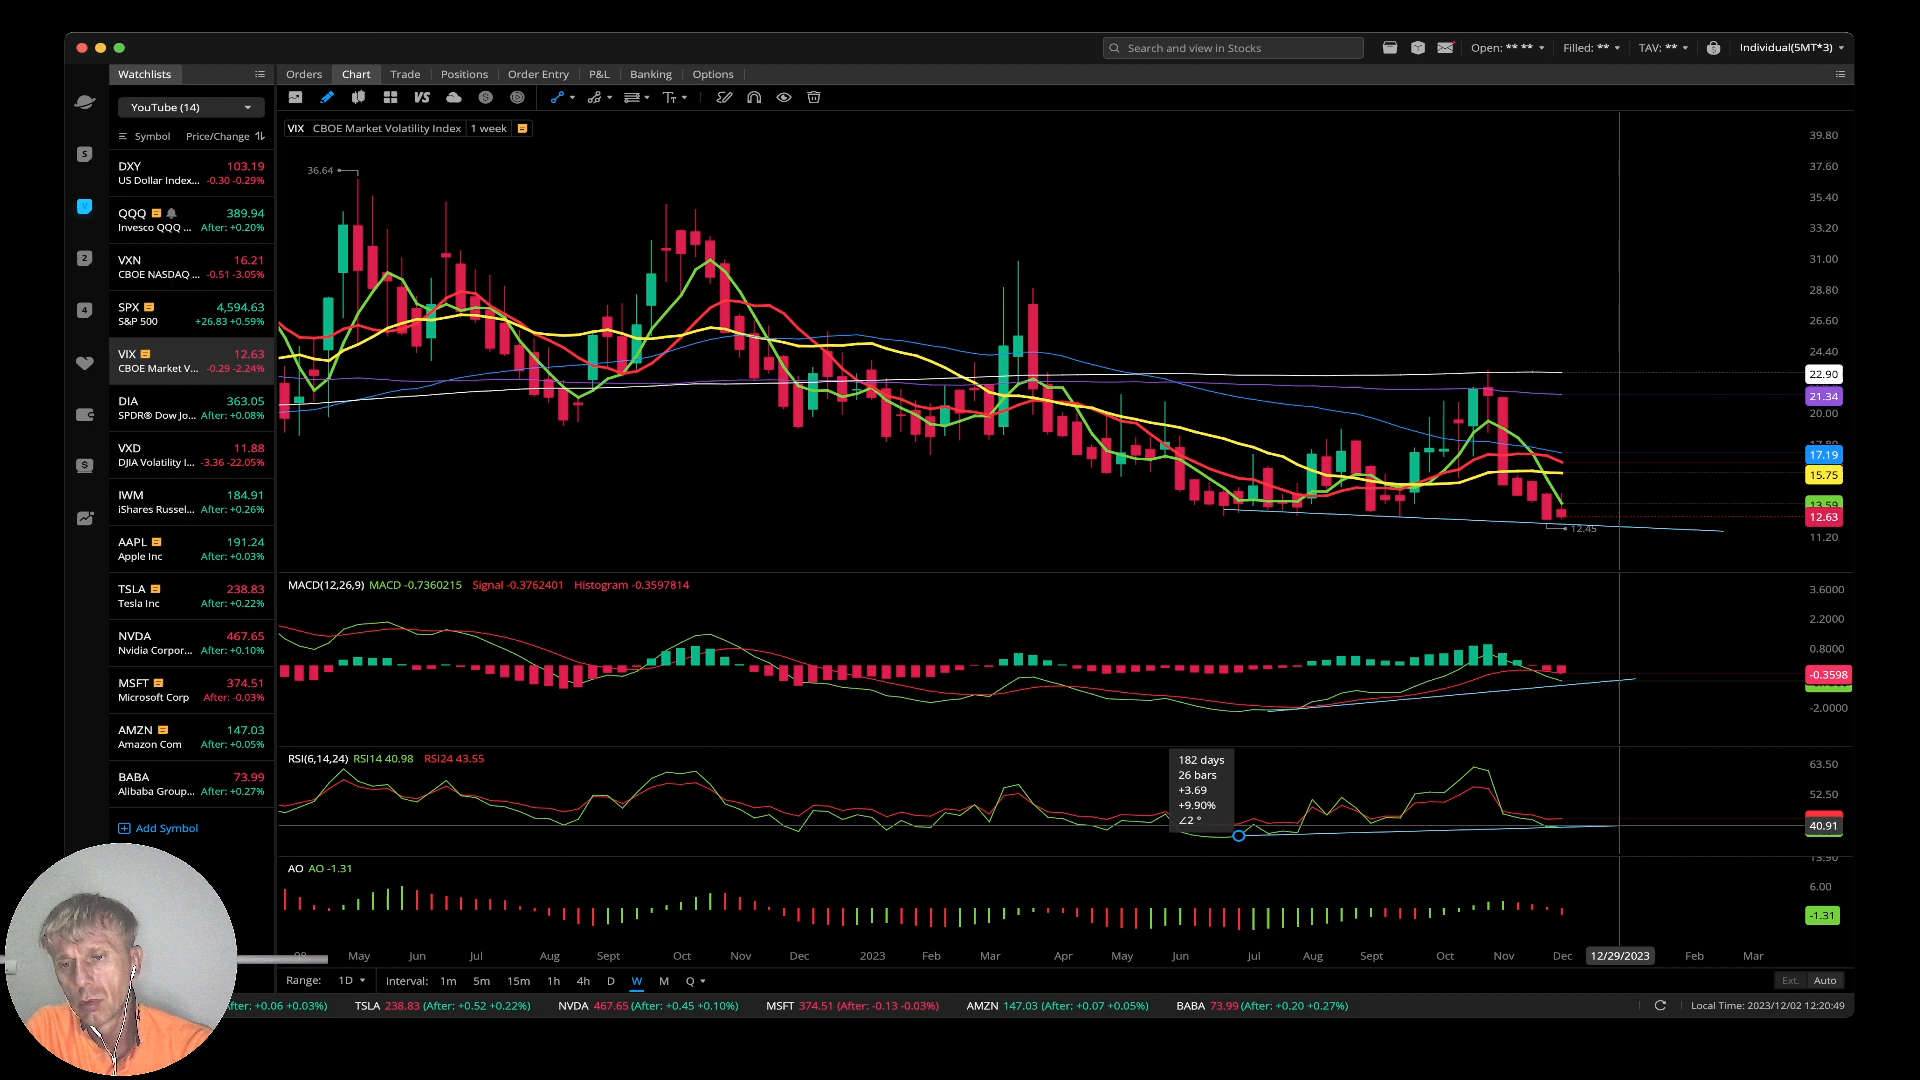 Search and view in Stocks
Open: ** **
Filled: **
TAV: **
Individual(5MT*3)
Watchlists
Orders Chart Trade Positions Order Entry P&L Banking Options
YouTube (14)
VS
Symbol Price/Change
VIX CBOE Market Volatility Index 1 week
DXY 103.19
US Dollar Index... -0.30 -0.29%
QQQ 389.94
Invesco QQQ ... After: +0.20%
VXN 16.21
CBOE NASDAQ ... -0.51 -3.05%
SPX 4,594.63
S&P 500 +26.83 +0.59%
VIX 12.63
CBOE Market V... -0.29 -2.24%
DIA 363.05
SPDR® Dow Jo... After: +0.08%
VXD 11.88
DJIA Volatility I... -3.36 -22.05%
IWM 184.91
iShares Russel... After: +0.26%
AAPL 191.24
Apple Inc After: +0.03%
TSLA 238.83
Tesla Inc After: +0.22%
NVDA 467.65
Nvidia Corpor... After: +0.10%
MSFT 374.51
Microsoft Corp After: -0.03%
AMZN 147.03
Amazon Com After: +0.05%
BABA 73.99
Alibaba Group... After: +0.27%
Add Symbol
S
2
4
$
36.64
12.45
39.80
37.60
35.40
33.20
31.00
28.80
26.60
24.40
22.90
21.34
20.00
17.80
17.19
15.75
13.59
12.63
11.20
MACD(12,26,9) MACD -0.7360215 Signal -0.3762401 Histogram -0.3597814
3.6000
2.2000
0.8000
-0.3598
-2.0000
RSI(6,14,24) RSI14 40.98 RSI24 43.55
182 days
26 bars
+3.69
+9.90%
∠2 °
63.50
52.50
40.91
AO AO -1.31
13.90
6.00
-1.31
May Jun Jul Aug Sept Oct Nov Dec 2023 Feb Mar Apr Jun Jul Aug Sept Oct Nov Dec 12/29/2023 Feb Mar
Range: 1D Interval: 1m 5m 15m 1h 4h D W M Q Ext. Auto
fter: +0.06 +0.03%) TSLA 238.83 (After: +0.52 +0.22%) NVDA 467.65 (After: +0.45 +0.10%) MSFT 374.51 (After: -0.13 -0.03%) AMZN 147.03 (After: +0.07 +0.05%) BABA 73.99 (After: +0.20 +0.27%) Local Time: 2023/12/02 12:20:49